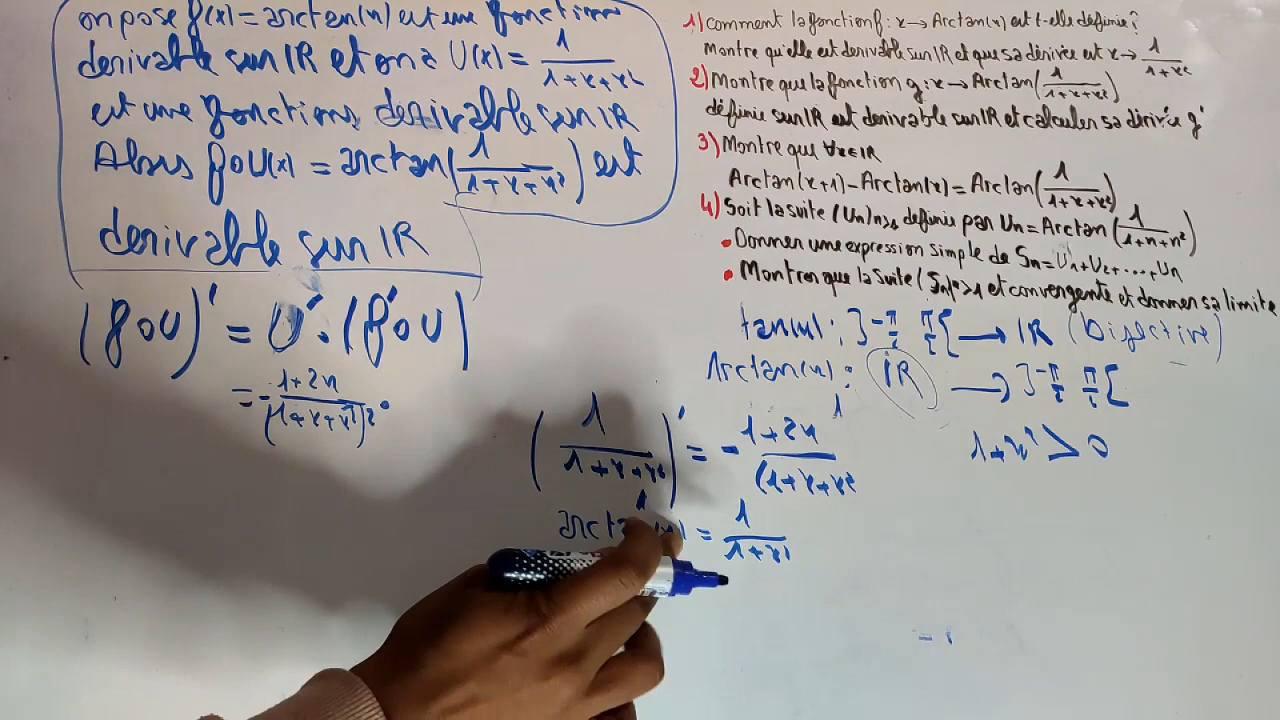 on pose f(x) = arctan(x) est une fonctions
derivable sur IR et on a U(x) = 1/(1+x+x²)
est une fonctions derivable sur IR
Alors foU(x) = arctan(1/(1+x+x²)) est
derivable sur IR
(foU)' = U'•(f'oU)
= -(1+2x)/(1+x+x²)² •
1) Comment la fonction f: x → Arctan(x) est t-elle définie?
Montre qu'elle est derivable sur IR et que sa dérivée est x → 1/(1+x²)
2) Montre que la fonction g: x → Arctan(1/(1+x+x²))
définie sur IR est derivable sur IR et calculer sa dirivée g'
3) Montre que ∀x∈IR
Arctan(x+1) - Arctan(x) = Arctan(1/(1+x+x²))
4) Soit la suite (Un)n≥1 definie par Un = Arctan(1/(1+n+n²))
• Donner une expression simple de Sn = U1+U2+....+Un
• Montrer que la suite (Sn)n≥1 et convergente et donner sa limite
tan(x): ]-π/2 π/2[ → IR (Bijective)
Arctan(x): IR → ]-π/2 π/2[
1+x² > 0
(1/(1+x+x²))' = -(1+2x)/(1+x+x²
arctan'(x) = 1/(1+x²)